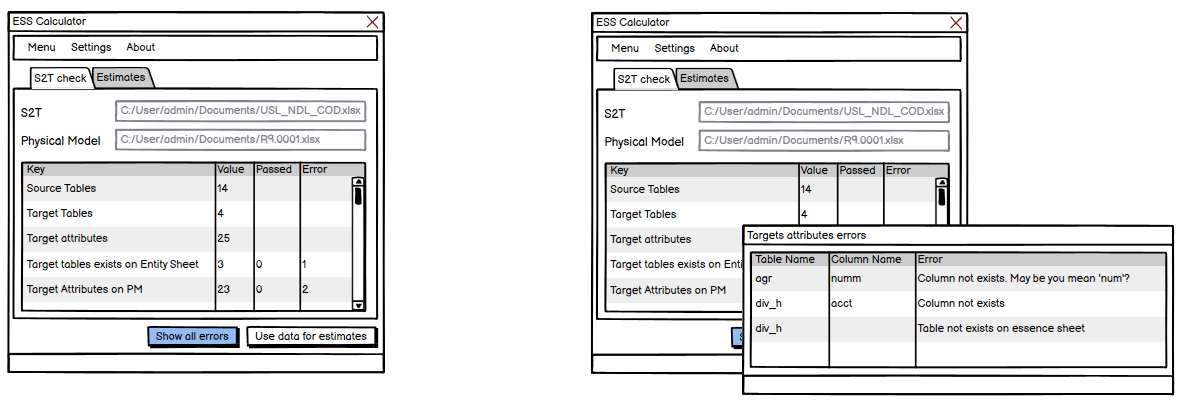 ESS Calculator
Menu Settings About
S2T check Estimates
S2T C:/User/admin/Documents/USL_NDL_COD.xlsx
Physical Model C:/User/admin/Documents/R9.0001.xlsx
Key Value Passed Error
Source Tables 14
Target Tables 4
Target attributes 25
Target tables exists on Entity Sheet 3 0 1
Target Attributes on PM 23 0 2
Show all errors Use data for estimates
ESS Calculator
Menu Settings About
S2T check Estimates
S2T C:/User/admin/Documents/USL_NDL_COD.xlsx
Physical Model C:/User/admin/Documents/R9.0001.xlsx
Key Value Passed Error
Source Tables 14
Target Tables 4
Target attributes
Target tables exists on Enti
Target Attributes on PM
Targets attributes errors
Table Name Column Name Error
agr numm Column not exists. May be you mean 'num'?
div_h acct Column not exists
div_h Table not exists on essence sheet